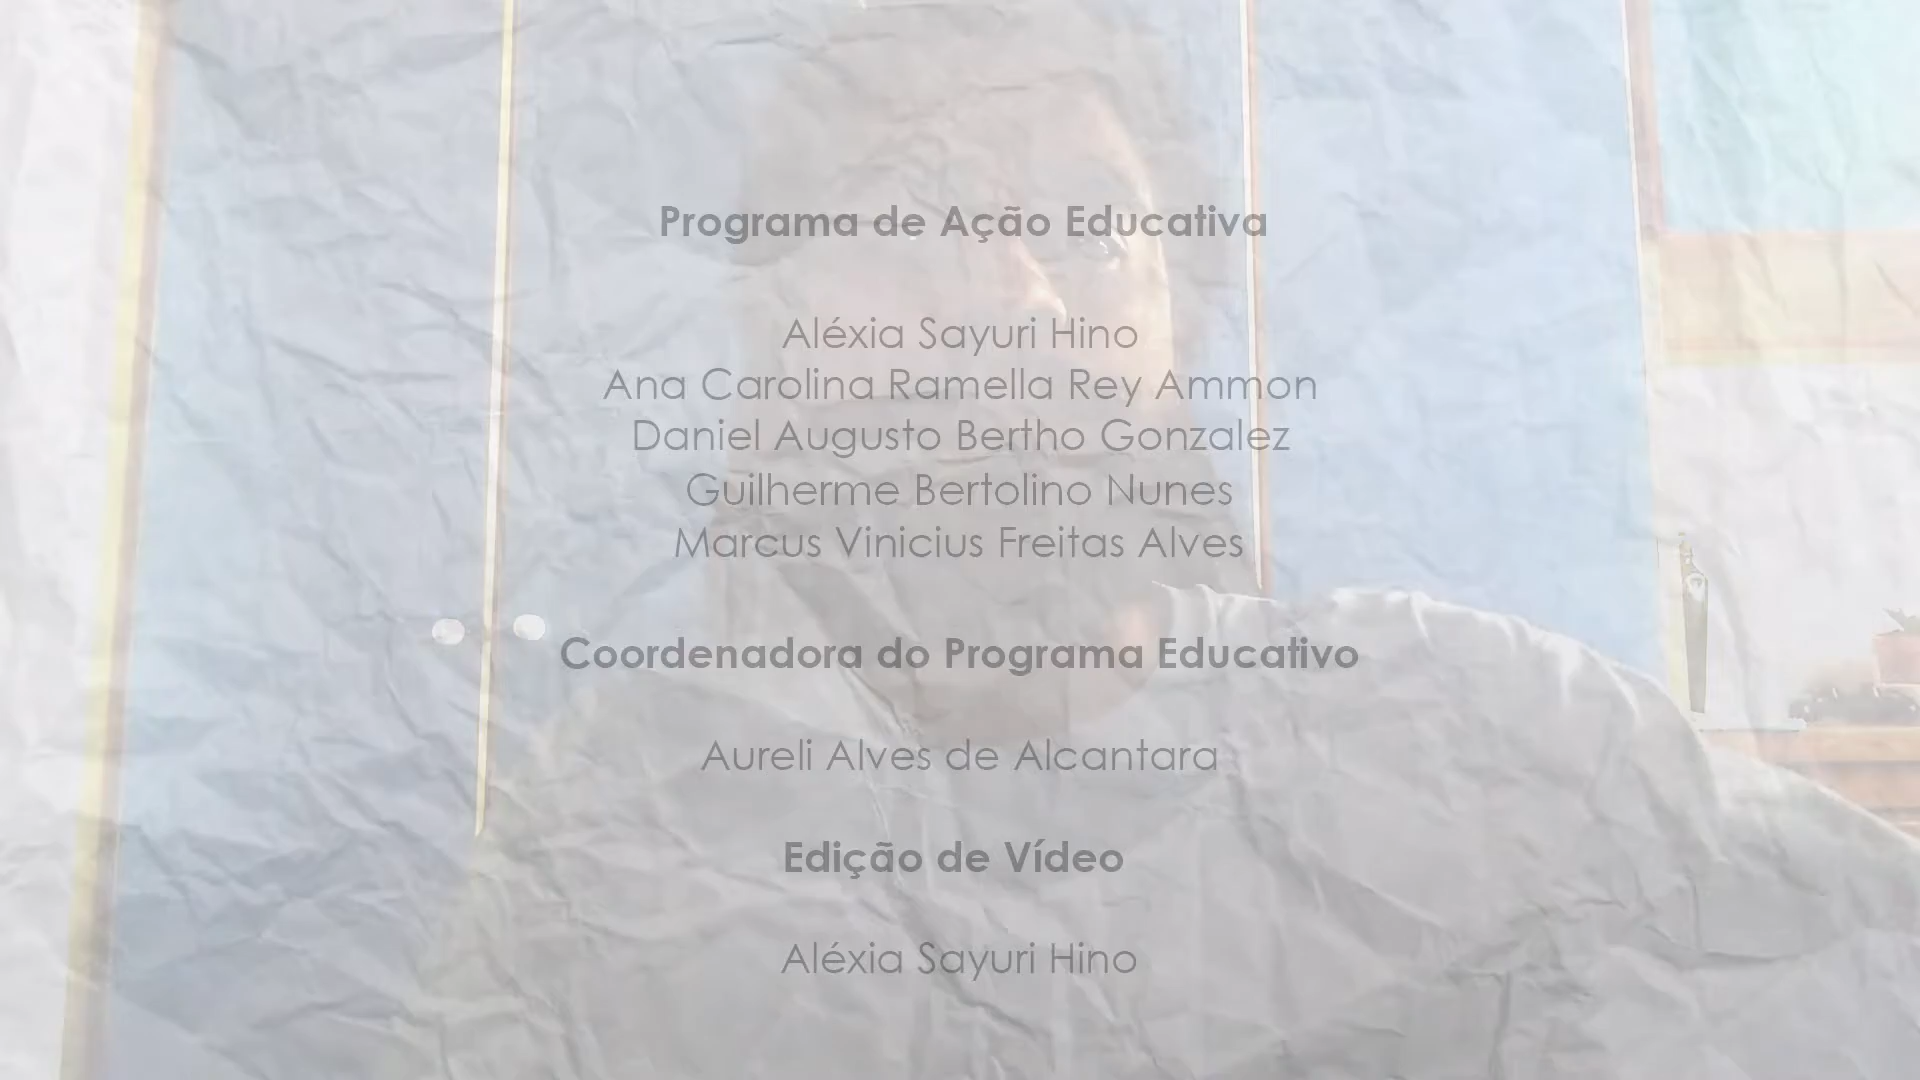 Programa de Ação Educativa
Aléxia Sayuri Hino
Ana Carolina Ramella Rey Ammon
Daniel Augusto Bertho Gonzalez
Guilherme Bertolino Nunes
Marcus Vinicius Freitas Alves
Coordenadora do Programa Educativo
Aureli Alves de Alcantara
Edição de Vídeo
Aléxia Sayuri Hino